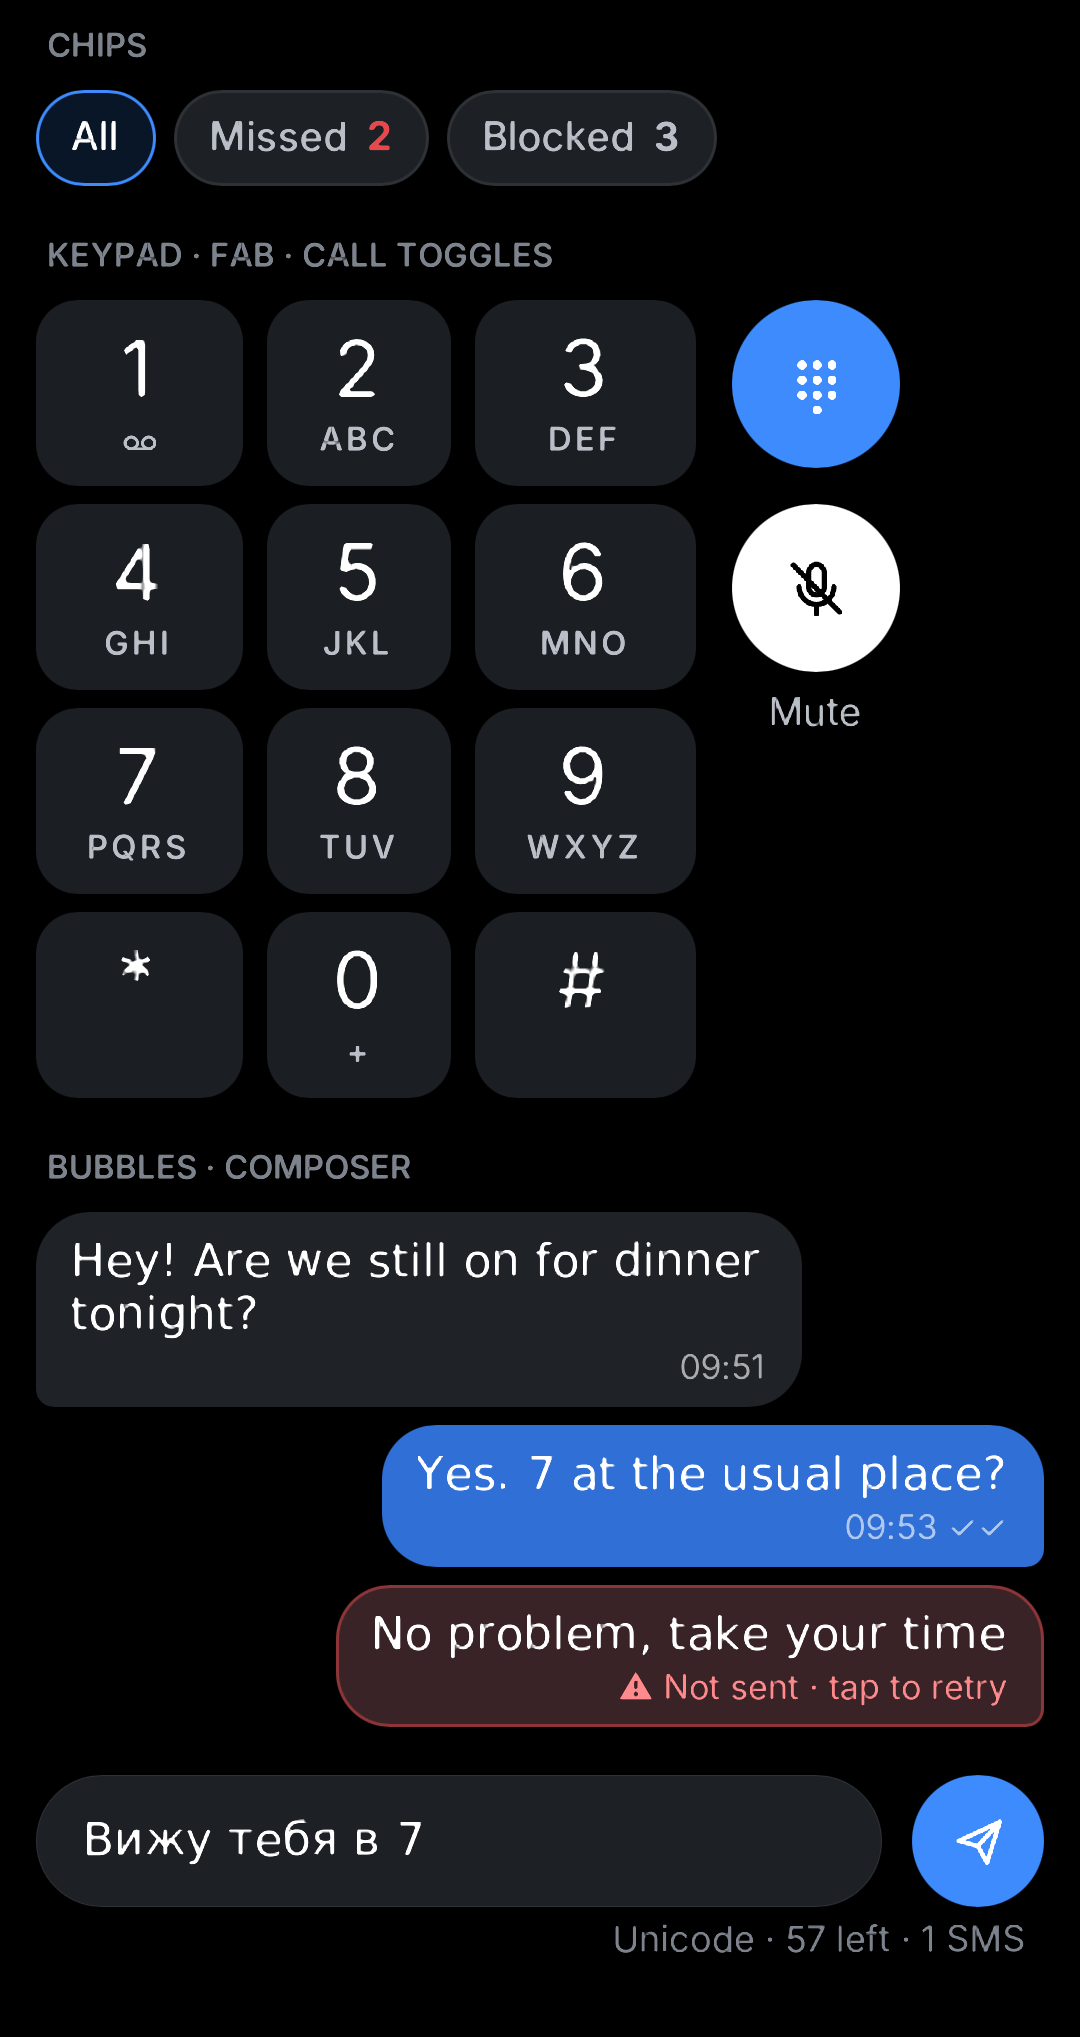 CHIPS
All
Missed 2
Blocked 3
KEYPAD · FAB · CALL TOGGLES
1
2
ABC
3
DEF
4
GHI
5
JKL
6
MNO
Mute
7
PQRS
8
TUV
9
WXYZ
*
0
+
#
BUBBLES · COMPOSER
Hey! Are we still on for dinner
tonight?
09:51
Yes. 7 at the usual place?
09:53
No problem, take your time
Not sent · tap to retry
Вижу тебя в 7
Unicode · 57 left · 1 SMS